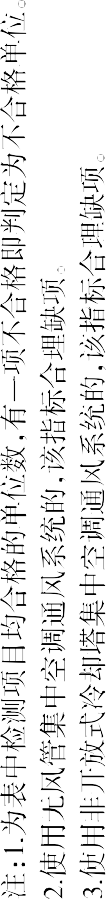 注：1.为表中检测项目均合格的单位数，有一项不合格即判定为不合格单位。
2.使用无风管集中空调通风系统的，该指标合理缺项。
3.使用非开放式冷却塔集中空调通风系统的，该指标合理缺项。